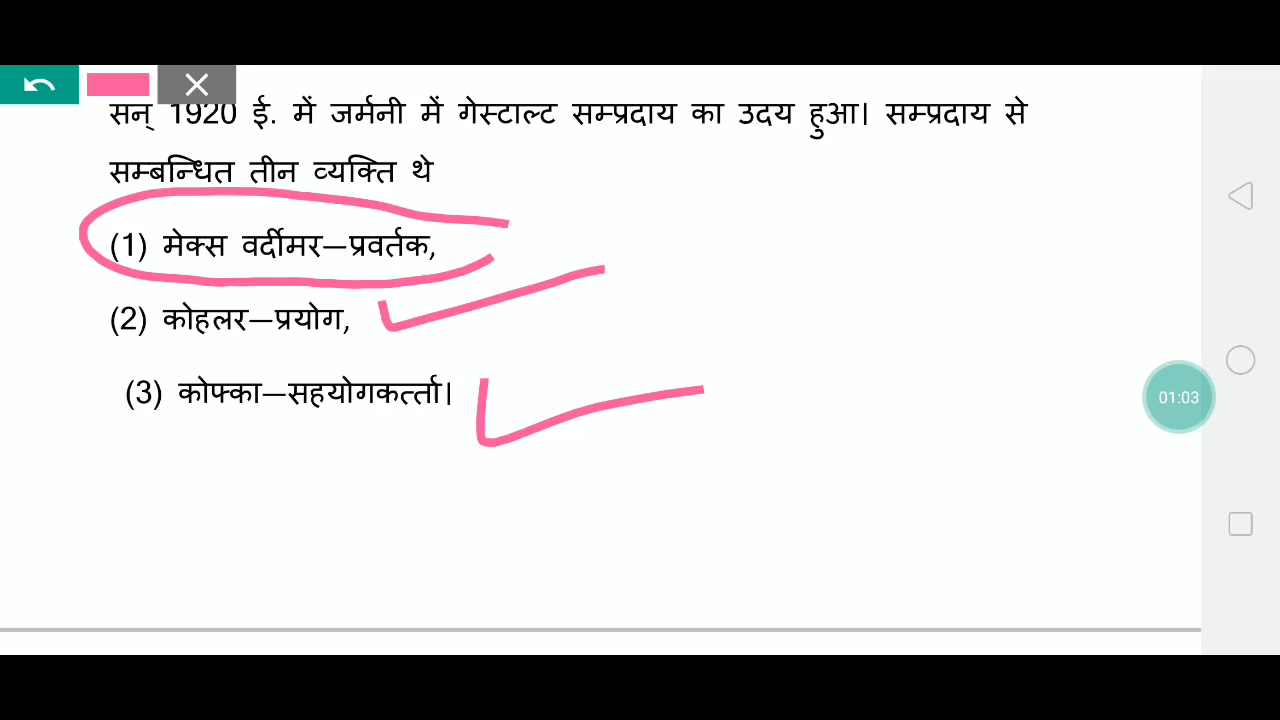 सन् 1920 ई. में जर्मनी में गेस्टाल्ट सम्प्रदाय का उदय हुआ। सम्प्रदाय से
सम्बन्धित तीन व्यक्ति थे
(1) मेक्स वर्दीमर—प्रवर्तक,
(2) कोहलर—प्रयोग,
(3) कोफ्का—सहयोगकर्त्ता।
01:03